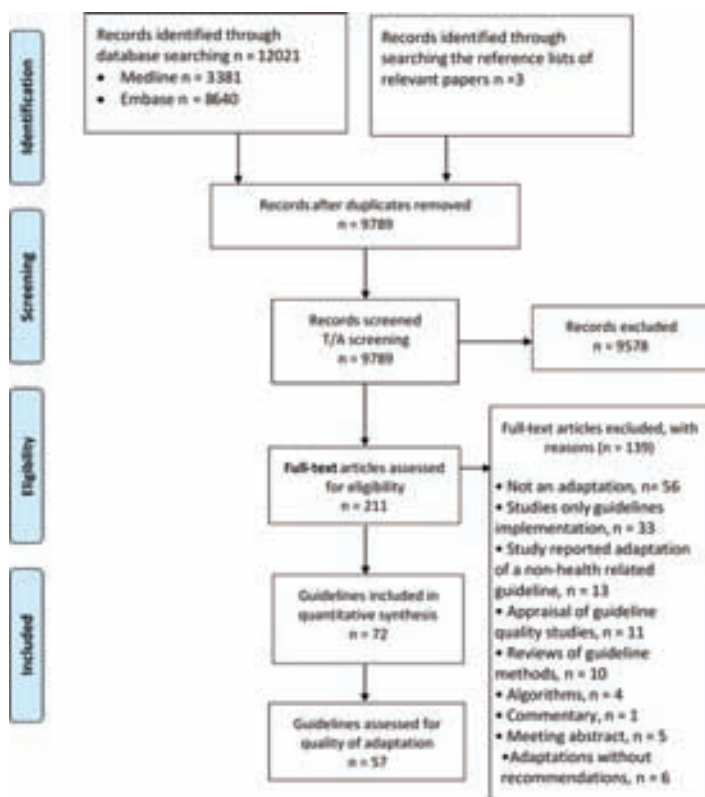 Identification
Records identified through
database searching n = 12021
• Medline n = 3381
• Embase n = 8640
Records identified through
searching the reference lists of
relevant papers n =3
Records after duplicates removed
n = 9789
Screening
Records screened
T/A screening
n = 9789
Records excluded
n = 9578
Eligibility
Full-text articles assessed
for eligibility
n = 211
Full-text articles excluded, with
reasons (n = 139)
• Not an adaptation, n= 56
• Studies only guidelines
implementation, n = 33
• Study reported adaptation
of a non-health related
guideline, n = 13
• Appraisal of guideline
quality studies, n = 11
• Reviews of guideline
methods, n = 10
• Algorithms, n = 4
• Commentary, n = 1
• Meeting abstract, n = 5
•Adaptations without
recommendations, n = 6
Included
Guidelines included in
quantitative synthesis
n = 72
Guidelines assessed for
quality of adaptation
n = 57